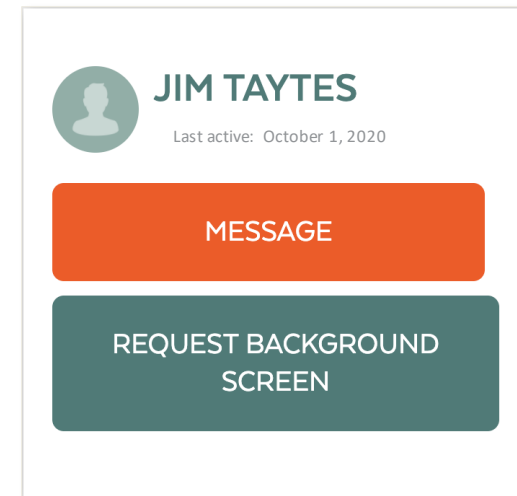 JIM TAYTES
Last active: October 1, 2020
MESSAGE
REQUEST BACKGROUND
SCREEN